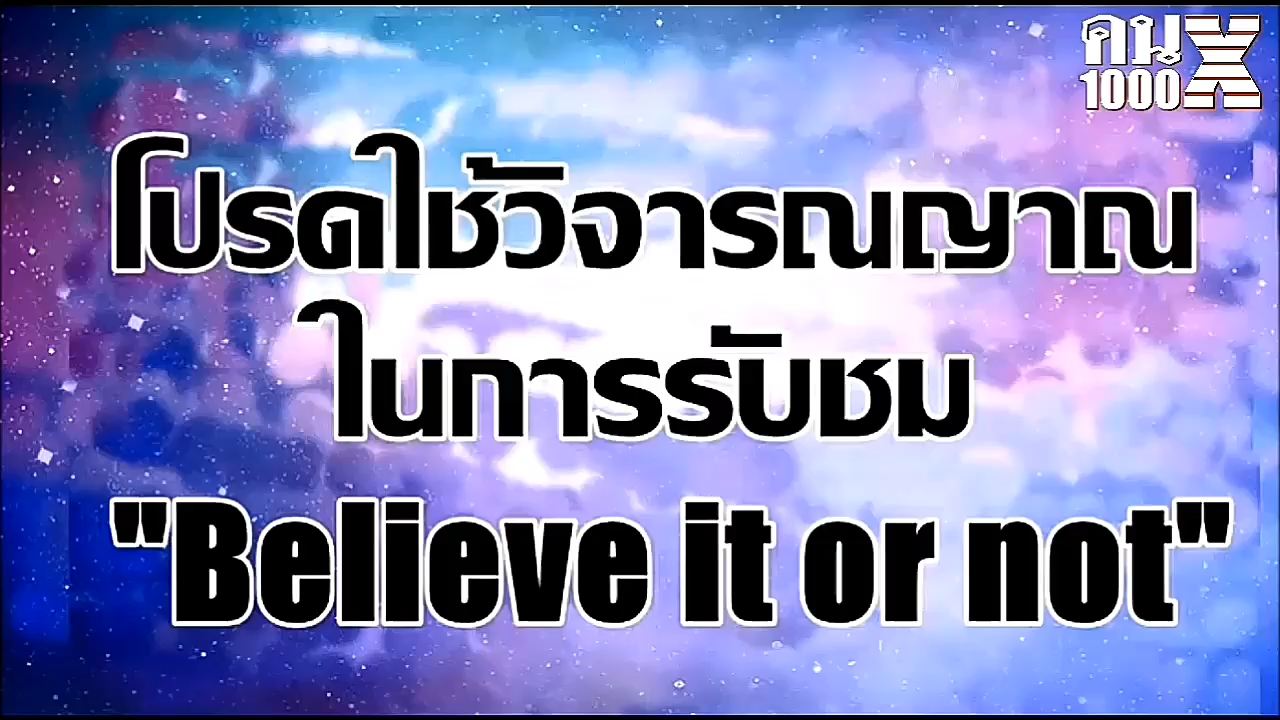 คน
1000 X
โปรดใช้วิจารณญาณ
ในการรับชม
"Believe it or not"